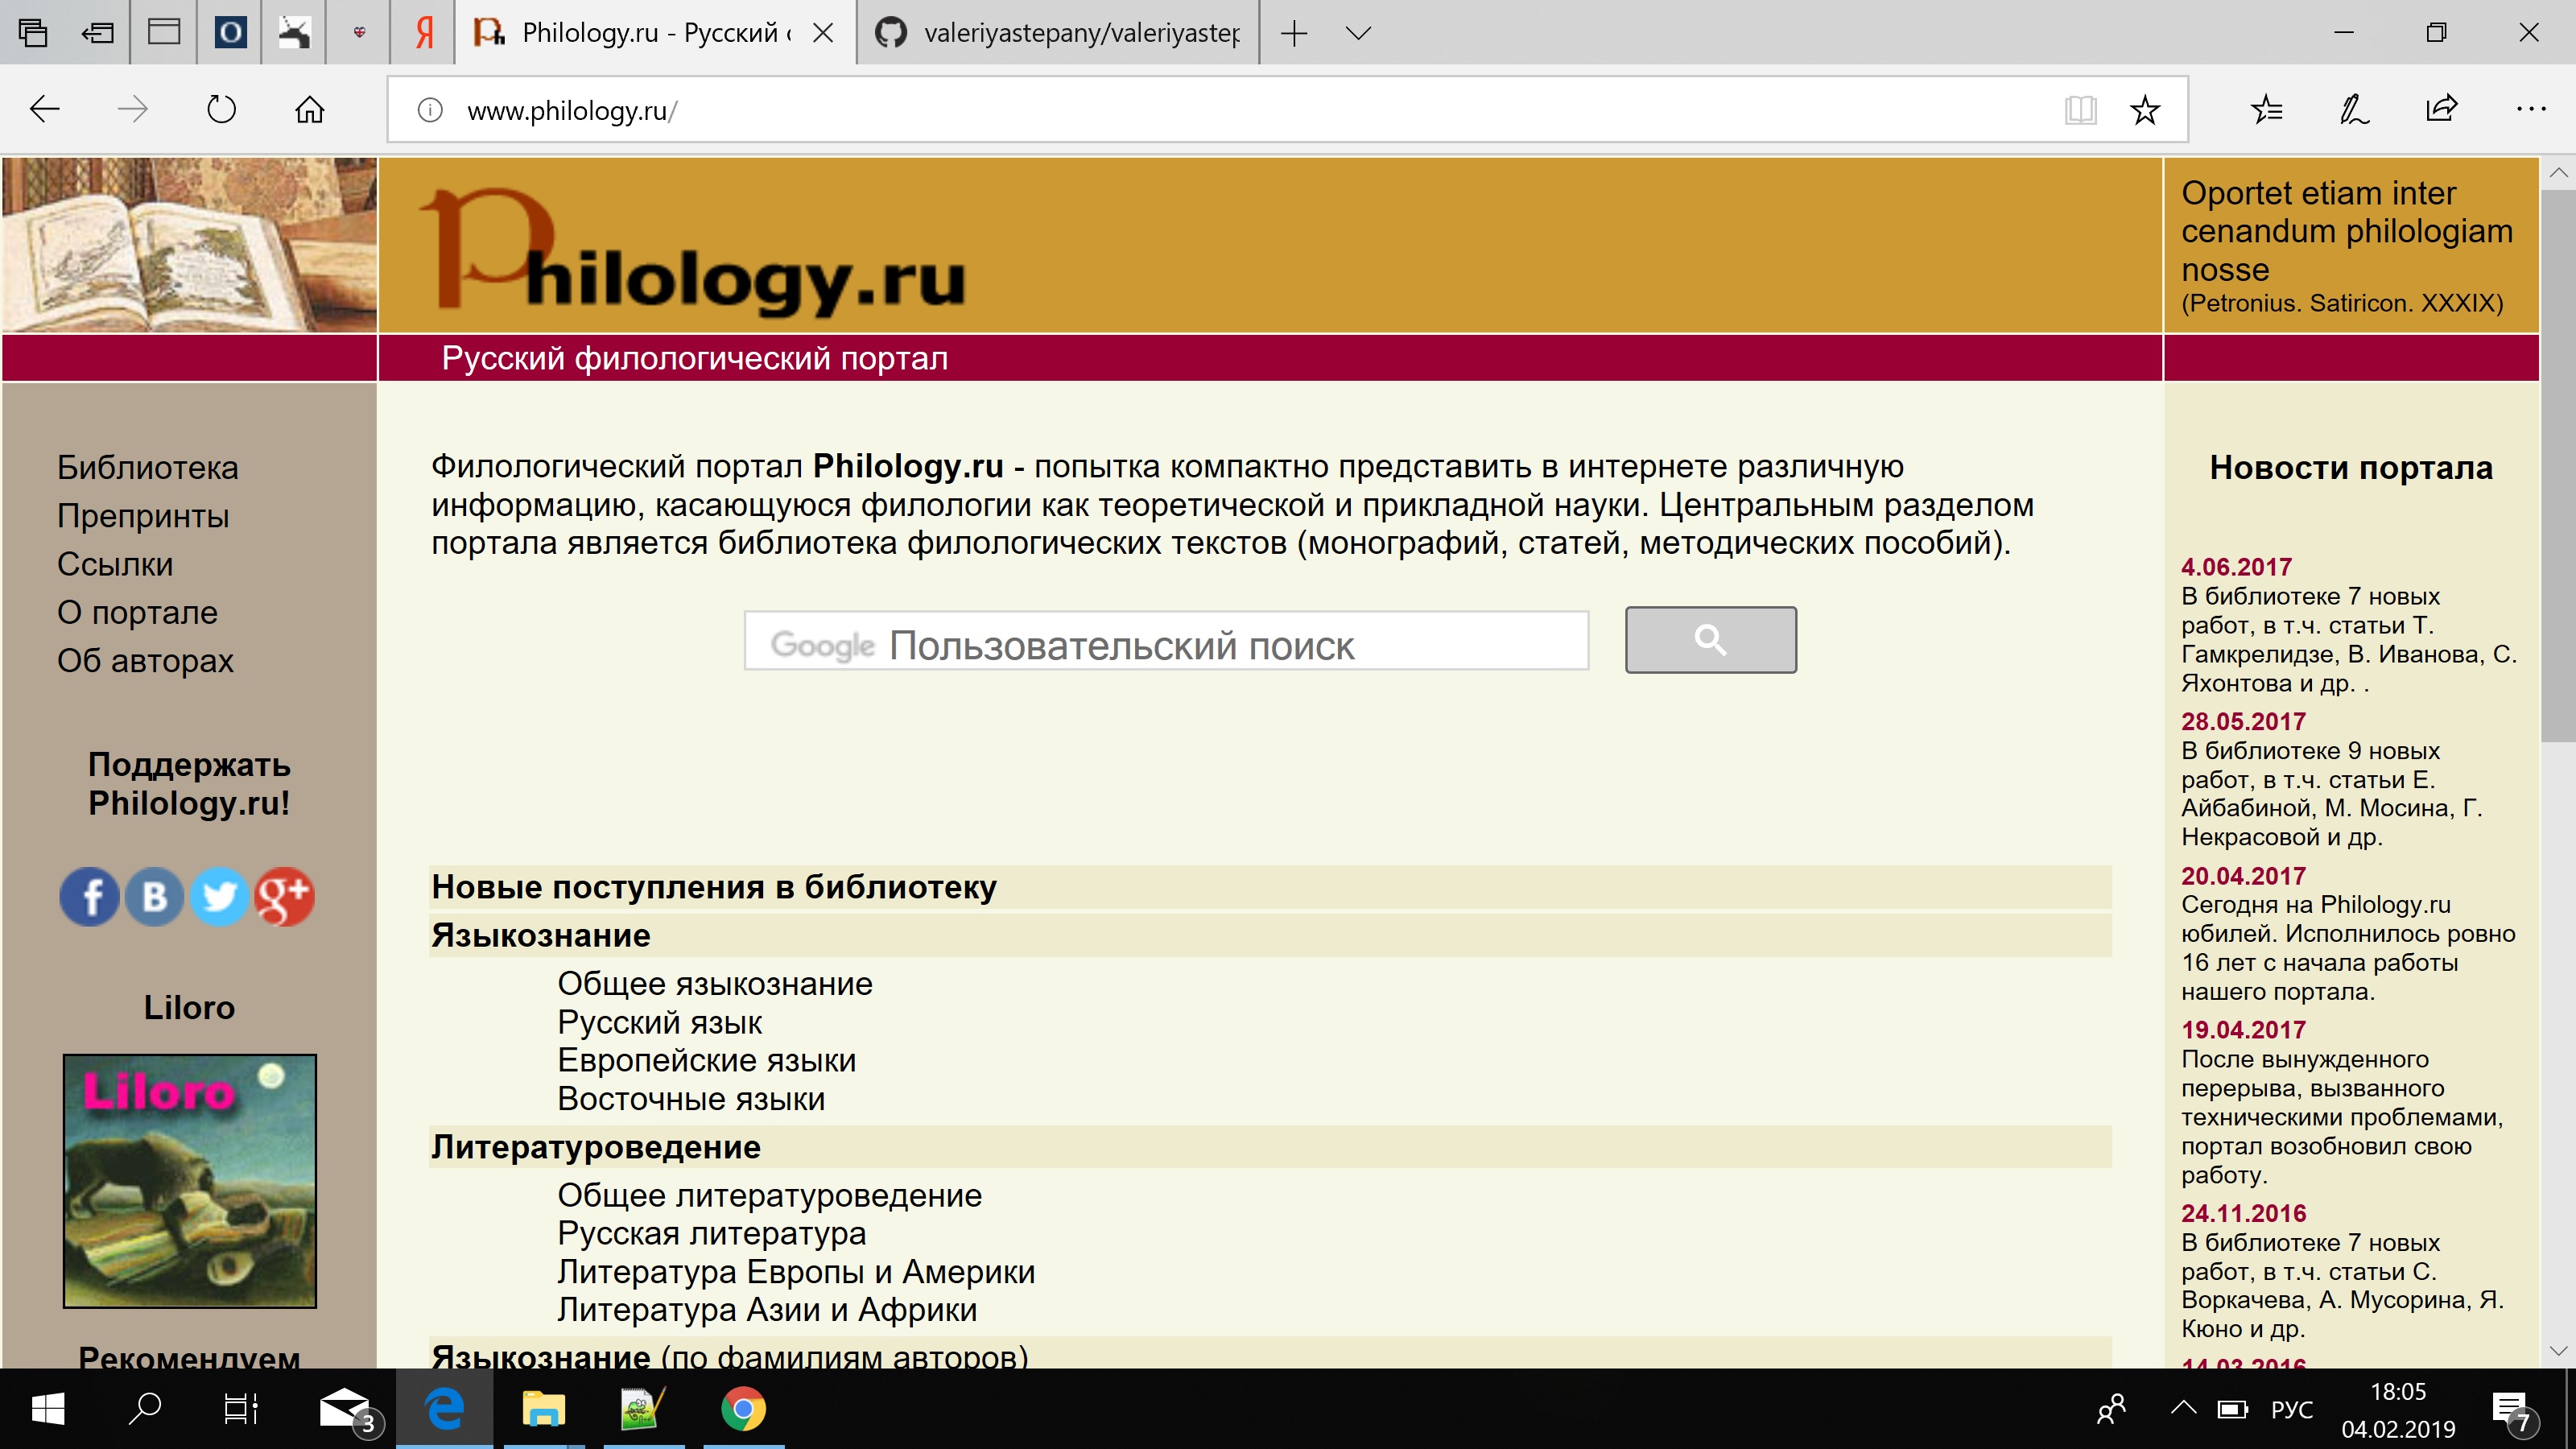 Philology.ru - Русский
valeriyastepany/valeriyastep
www.philology.ru/
Philology.ru
Oportet etiam inter
cenandum philologiam
nosse
(Petronius. Satiricon. XXXIX)
Русский филологический портал
Библиотека
Препринты
Ссылки
О портале
Об авторах
Поддержать
Philology.ru!
Liloro
Liloro
Рекомендуем
Филологический портал Philology.ru - попытка компактно представить в интернете различную
информацию, касающуюся филологии как теоретической и прикладной науки. Центральным разделом
портала является библиотека филологических текстов (монографий, статей, методических пособий).
Google Пользовательский поиск
Новые поступления в библиотеку
Языкознание
Общее языкознание
Русский язык
Европейские языки
Восточные языки
Литературоведение
Общее литературоведение
Русская литература
Литература Европы и Америки
Литература Азии и Африки
Языкознание (по фамилиям авторов)
Новости портала
4.06.2017
В библиотеке 7 новых
работ, в т.ч. статьи Т.
Гамкрелидзе, В. Иванова, С.
Яхонтова и др. .
28.05.2017
В библиотеке 9 новых
работ, в т.ч. статьи Е.
Айбабиной, М. Мосина, Г.
Некрасовой и др.
20.04.2017
Сегодня на Philology.ru
юбилей. Исполнилось ровно
16 лет с начала работы
нашего портала.
19.04.2017
После вынужденного
перерыва, вызванного
техническими проблемами,
портал возобновил свою
работу.
24.11.2016
В библиотеке 7 новых
работ, в т.ч. статьи С.
Воркачева, А. Мусорина, Я.
Кюно и др.
14.03.2016
3
РУС
18:05
04.02.2019
7